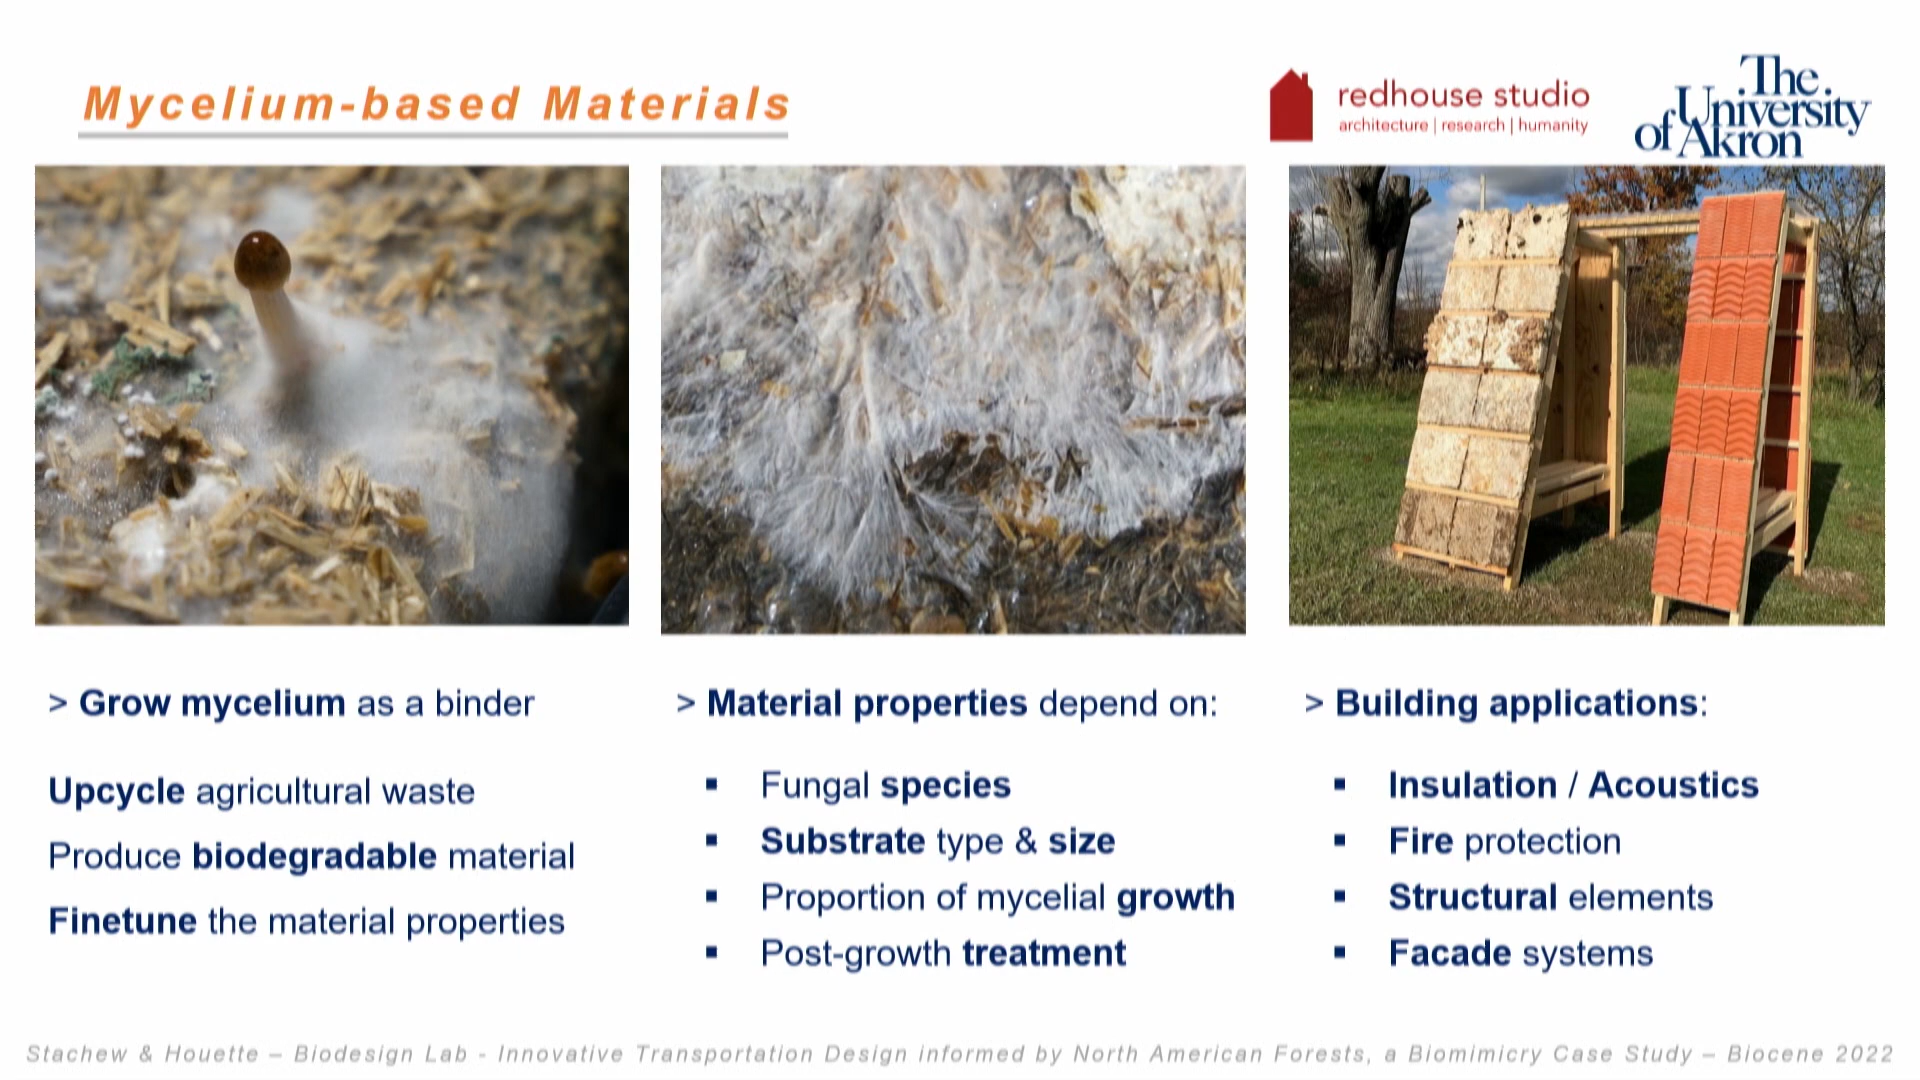 Mycelium-based Materials
redhouse studio
architecture | research | humanity
The
University
of Akron
> Grow mycelium as a binder
Upcycle agricultural waste
Produce biodegradable material
Finetune the material properties
> Material properties depend on:
▪ Fungal species
▪ Substrate type & size
▪ Proportion of mycelial growth
▪ Post-growth treatment
> Building applications:
▪ Insulation / Acoustics
▪ Fire protection
▪ Structural elements
▪ Facade systems
Stachew & Houette – Biodesign Lab - Innovative Transportation Design informed by North American Forests, a Biomimicry Case Study – Biocene 2022